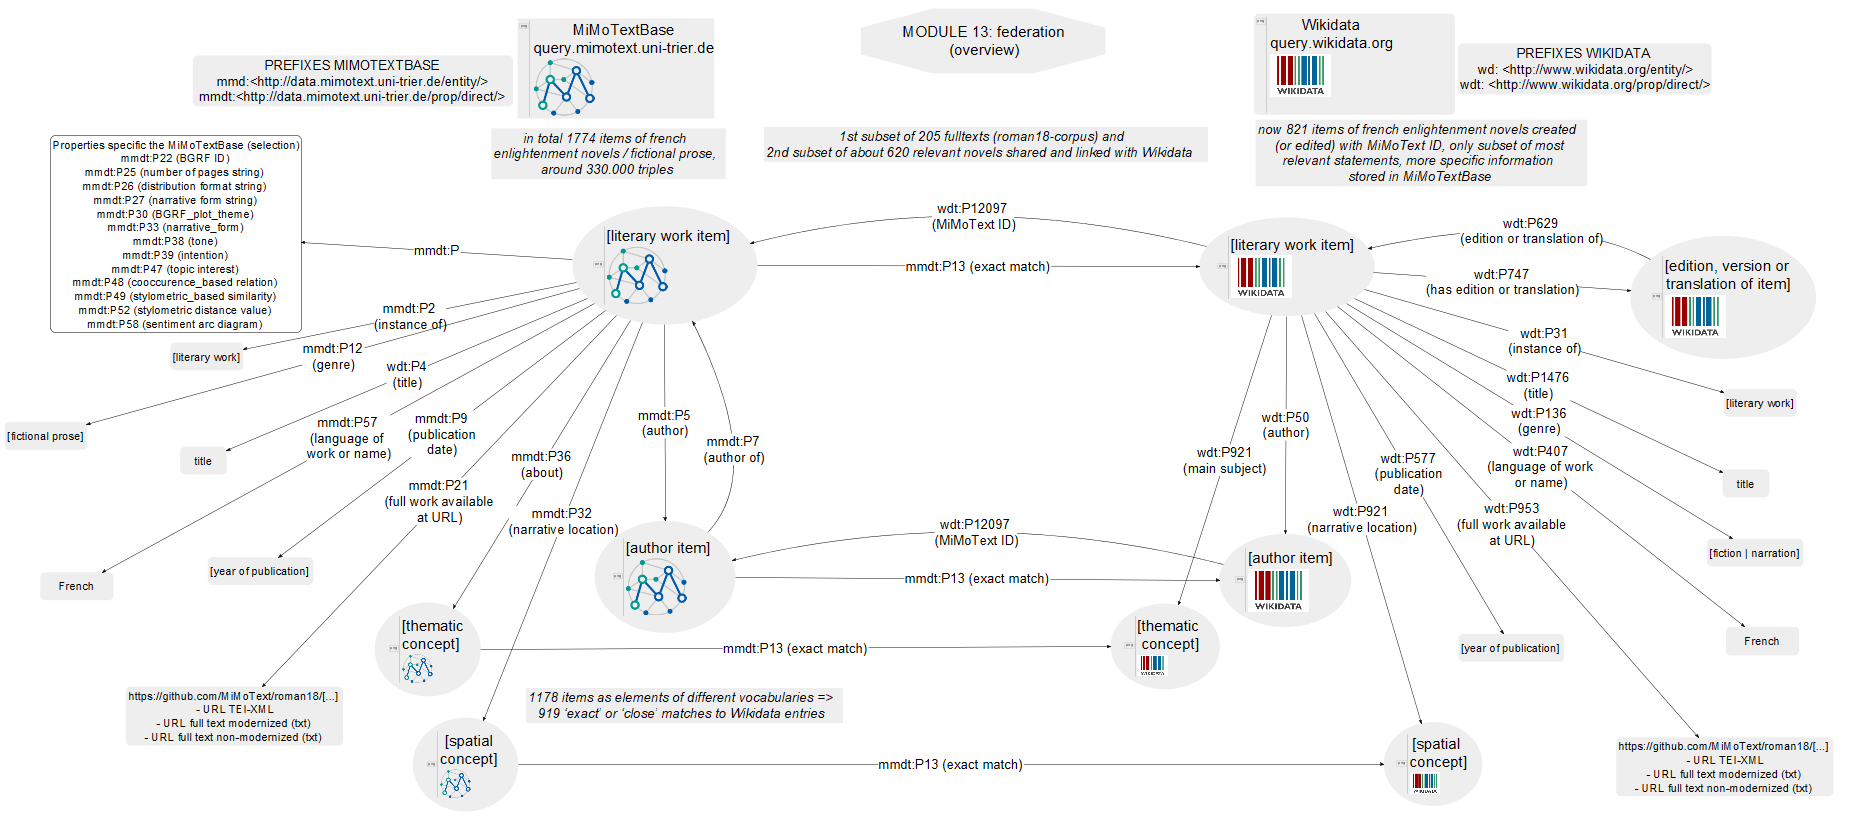 MODULE 13: federation
(overview)
MiMoTextBase
query.mimotext.uni-trier.de
PREFIXES MIMOTEXTBASE
mmd:<http://data.mimotext.uni-trier.de/entity/>
mmdt:<http://data.mimotext.uni-trier.de/prop/direct/>
Wikidata
query.wikidata.org
WIKIDATA
PREFIXES WIKIDATA
wd: <http://www.wikidata.org/entity/>
wdt: <http://www.wikidata.org/prop/direct/>
in total 1774 items of french
enlightenment novels / fictional prose,
around 330.000 triples
1st subset of 205 fulltexts (roman18-corpus) and
2nd subset of about 620 relevant novels shared and linked with Wikidata
now 821 items of french enlightenment novels created
(or edited) with MiMoText ID, only subset of most
relevant statements, more specific information
stored in MiMoTextBase
Properties specific the MiMoTextBase (selection)
mmdt:P22 (BGRF ID)
mmdt:P25 (number of pages string)
mmdt:P26 (distribution format string)
mmdt:P27 (narrative form string)
mmdt:P30 (BGRF_plot_theme)
mmdt:P33 (narrative_form)
mmdt:P38 (tone)
mmdt:P39 (intention)
mmdt:P47 (topic interest)
mmdt:P48 (cooccurence_based relation)
mmdt:P49 (stylometric_based similarity)
mmdt:P52 (stylometric distance value)
mmdt:P58 (sentiment arc diagram)
mmdt:P
[literary work item]
wdt:P12097
(MiMoText ID)
mmdt:P13 (exact match)
[literary work item]
WIKIDATA
wdt:P629
(edition or translation of)
wdt:P747
(has edition or translation)
[edition, version or
translation of item]
WIKIDATA
mmdt:P2
(instance of)
[literary work]
mmdt:P12
(genre)
[fictional prose]
wdt:P4
(title)
title
mmdt:P57
(language of
work or name)
French
mmdt:P9
(publication
date)
[year of publication]
mmdt:P21
(full work available
at URL)
https://github.com/MiMoText/roman18/[...]
- URL TEI-XML
- URL full text modernized (txt)
- URL full text non-modernized (txt)
mmdt:P36
(about)
mmdt:P32
(narrative location)
mmdt:P5
(author)
mmdt:P7
(author of)
[author item]
wdt:P12097
(MiMoText ID)
mmdt:P13 (exact match)
[author item]
WIKIDATA
[thematic
concept]
mmdt:P13 (exact match)
[thematic
concept]
WIKIDATA
1178 items as elements of different vocabularies =>
919 ‘exact’ or ‘close’ matches to Wikidata entries
[spatial
concept]
mmdt:P13 (exact match)
[spatial
concept]
WIKIDATA
wdt:P31
(instance of)
[literary work]
wdt:P1476
(title)
title
wdt:P136
(genre)
[fiction | narration]
wdt:P407
(language of work
or name)
French
wdt:P50
(author)
wdt:P921
(main subject)
wdt:P577
(publication
date)
[year of publication]
wdt:P921
(narrative location)
wdt:P953
(full work available
at URL)
https://github.com/MiMoText/roman18/[...]
- URL TEI-XML
- URL full text modernized (txt)
- URL full text non-modernized (txt)